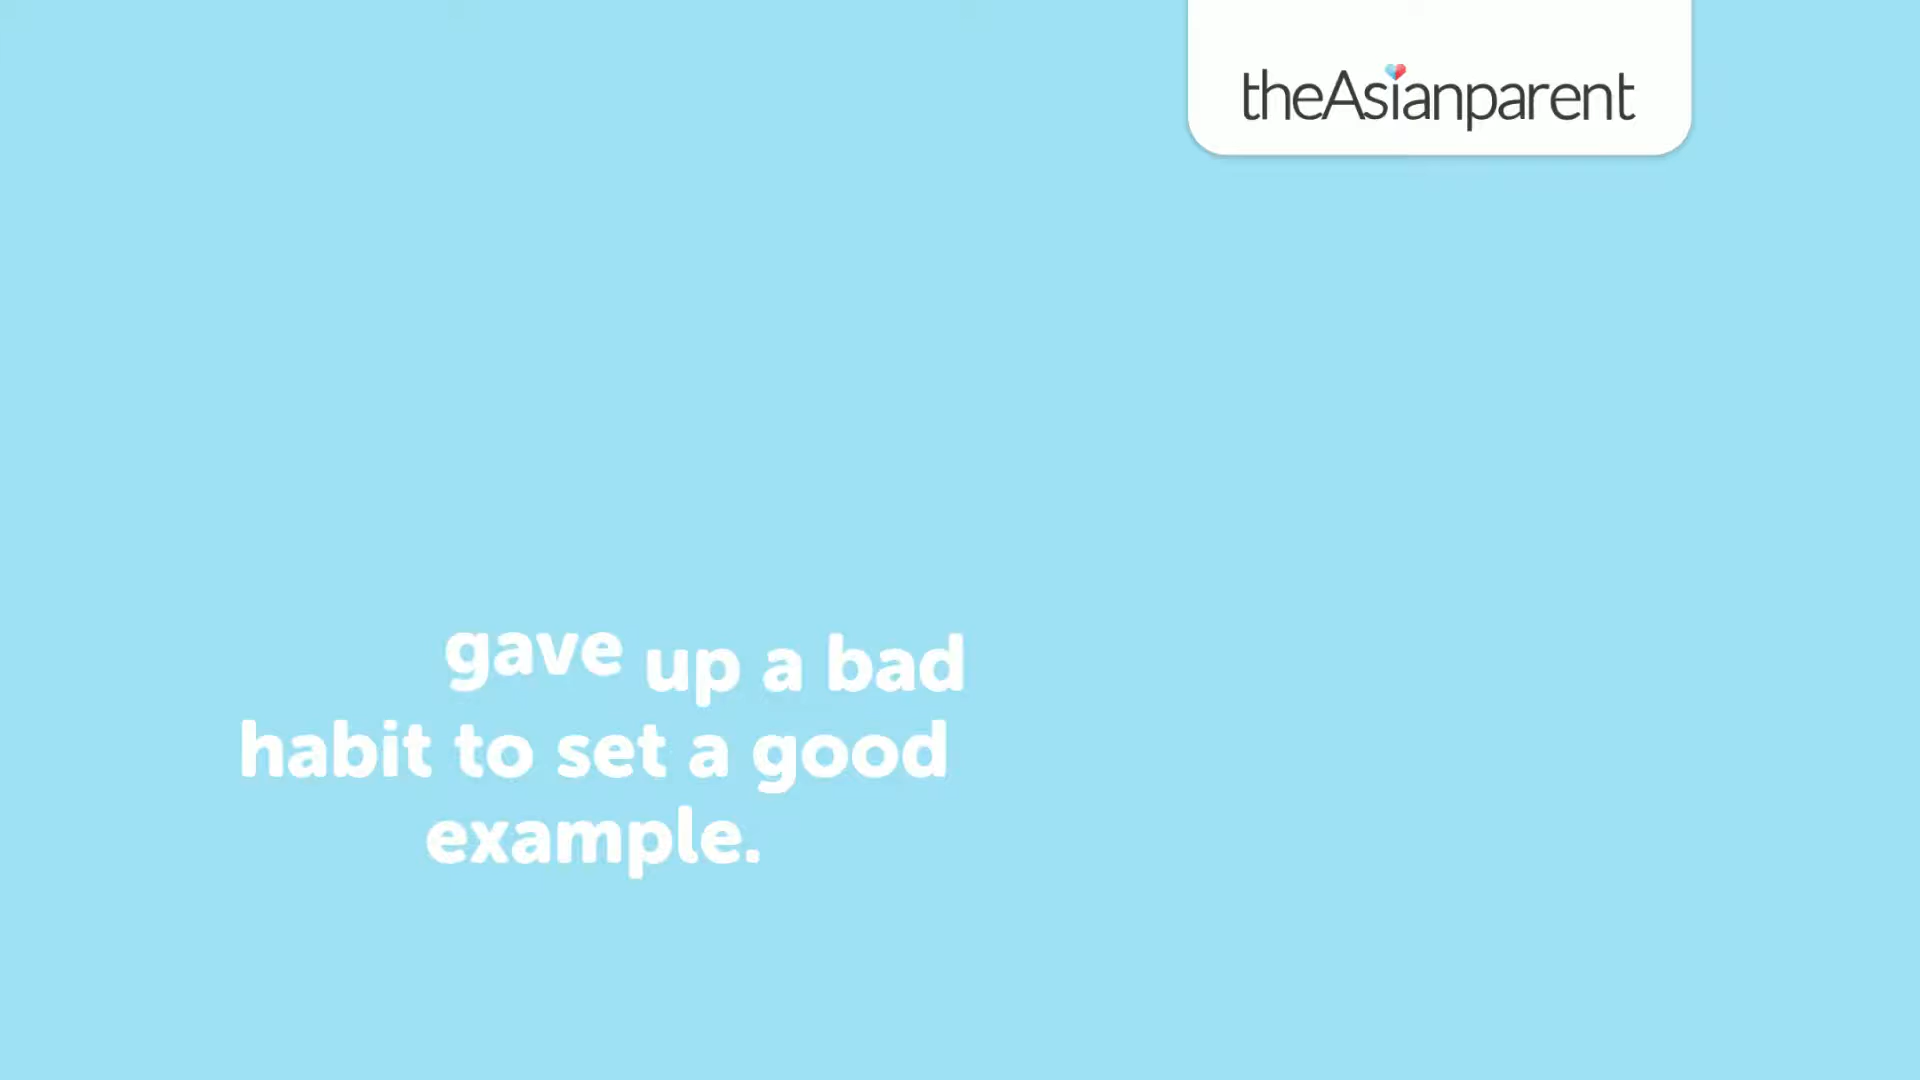 theAsianparent
gave up a bad
habit to set a good
example.